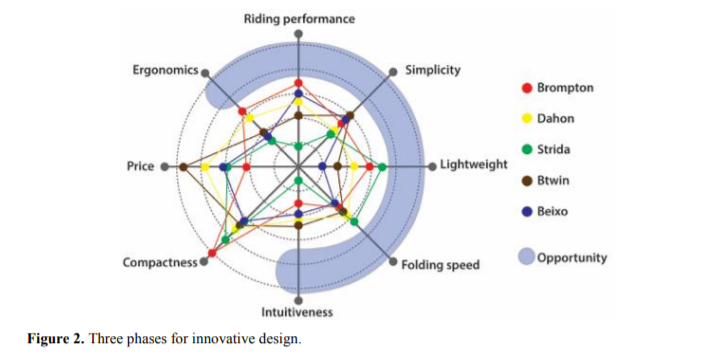 Riding performance
Ergonomics
Simplicity
Brompton
Dahon
Strida
Price
Lightweight
Btwin
Beixo
Compactness
Folding speed
Opportunity
Intuitiveness
Figure 2. Three phases for innovative design.